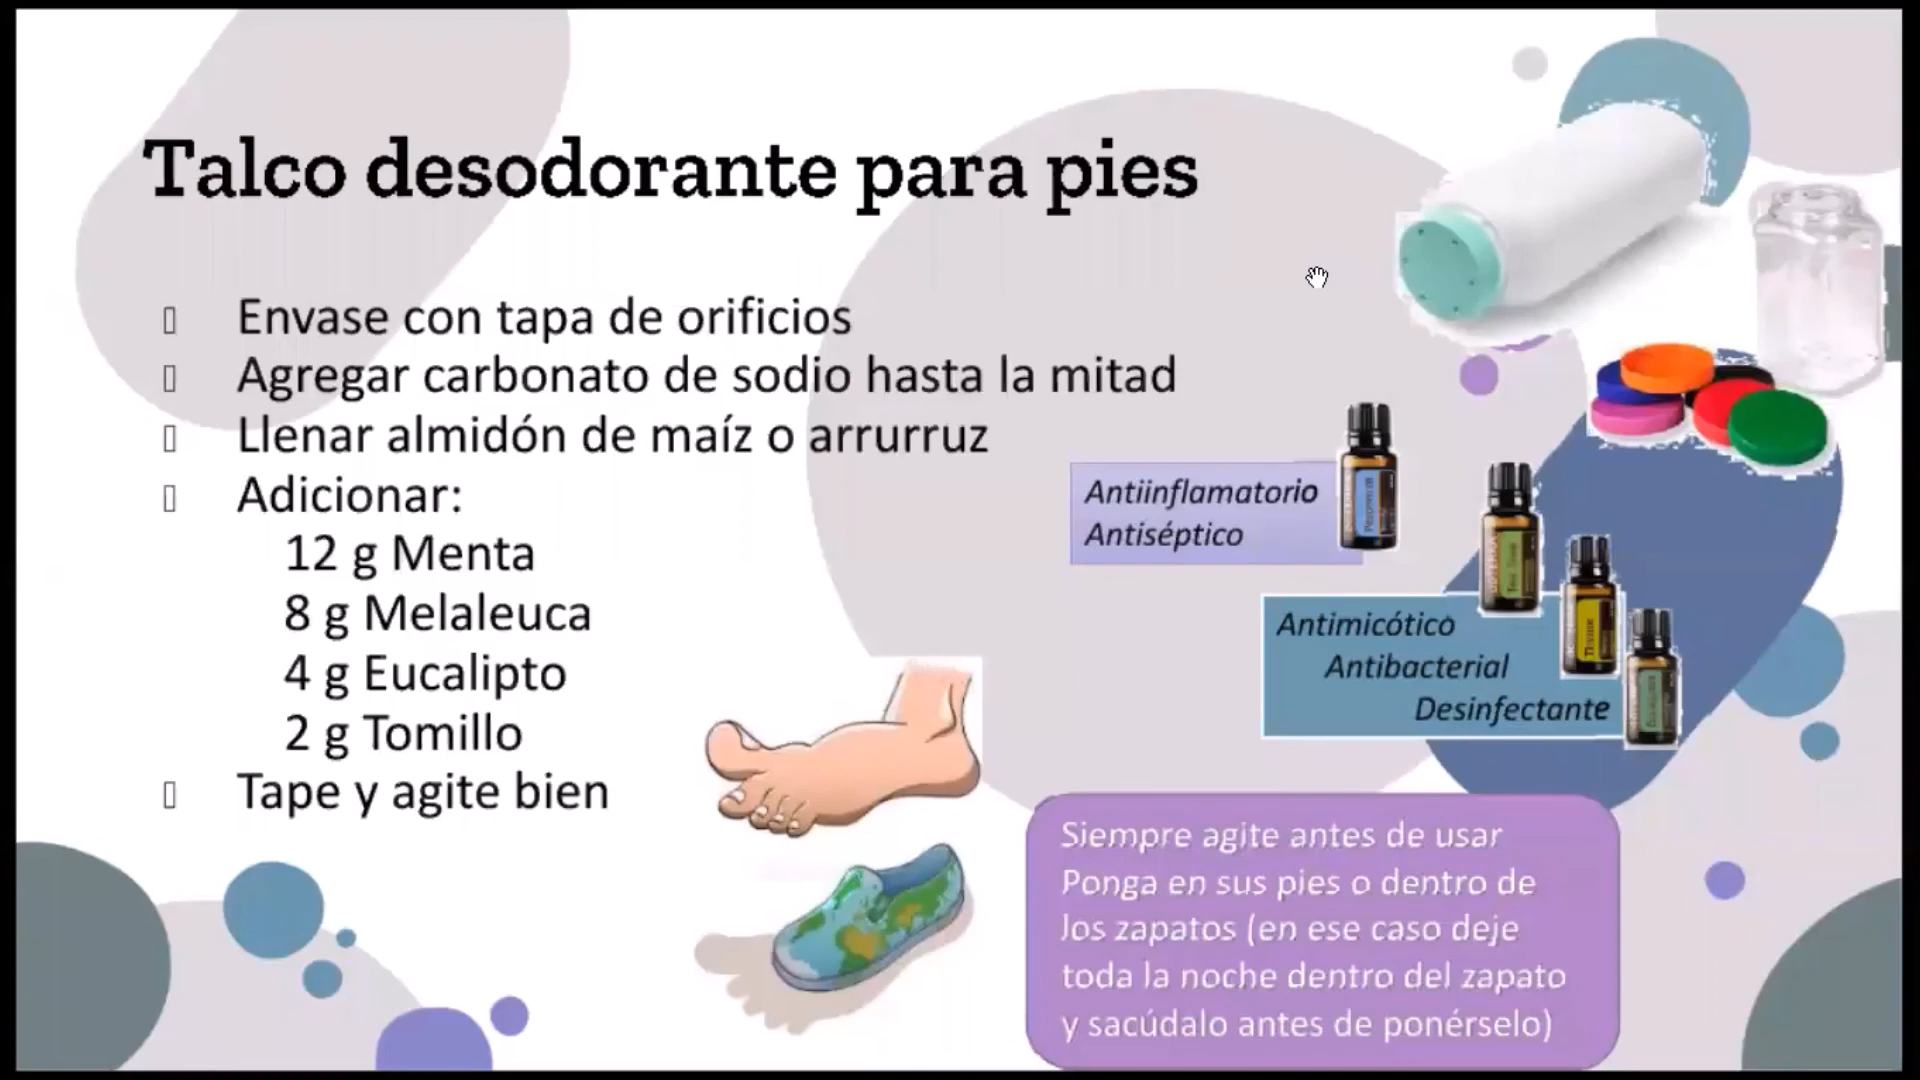 Talco desodorante para pies
Envase con tapa de orificios
Agregar carbonato de sodio hasta la mitad
Llenar almidón de maíz o arrurruz
Adicionar:
12 g Menta
8 g Melaleuca
4 g Eucalipto
2 g Tomillo
Tape y agite bien
Antiinflamatorio
Antiséptico
Antimicótico
Antibacterial
Desinfectante
Siempre agite antes de usar
Ponga en sus pies o dentro de
los zapatos (en ese caso deje
toda la noche dentro del zapato
y sacúdalo antes de ponérselo)